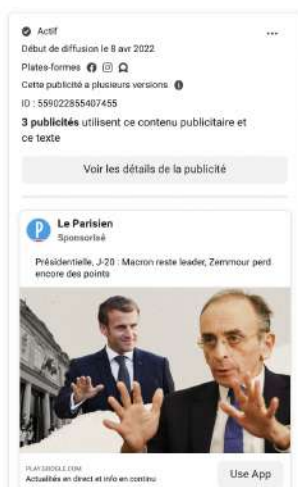 Actif
Début de diffusion le 8 avr 2022
Plates-formes
Cette publicité a plusieurs versions
ID : 559022855407455
3 publicités utilisent ce contenu publicitaire et
ce texte
Voir les détails de la publicité
Le Parisien
Sponsorisé
Présidentielle, J-20 : Macron reste leader, Zemmour perd
encore des points
PLAY.GOOGLE.COM
Actualités en direct et info en continu
Use App